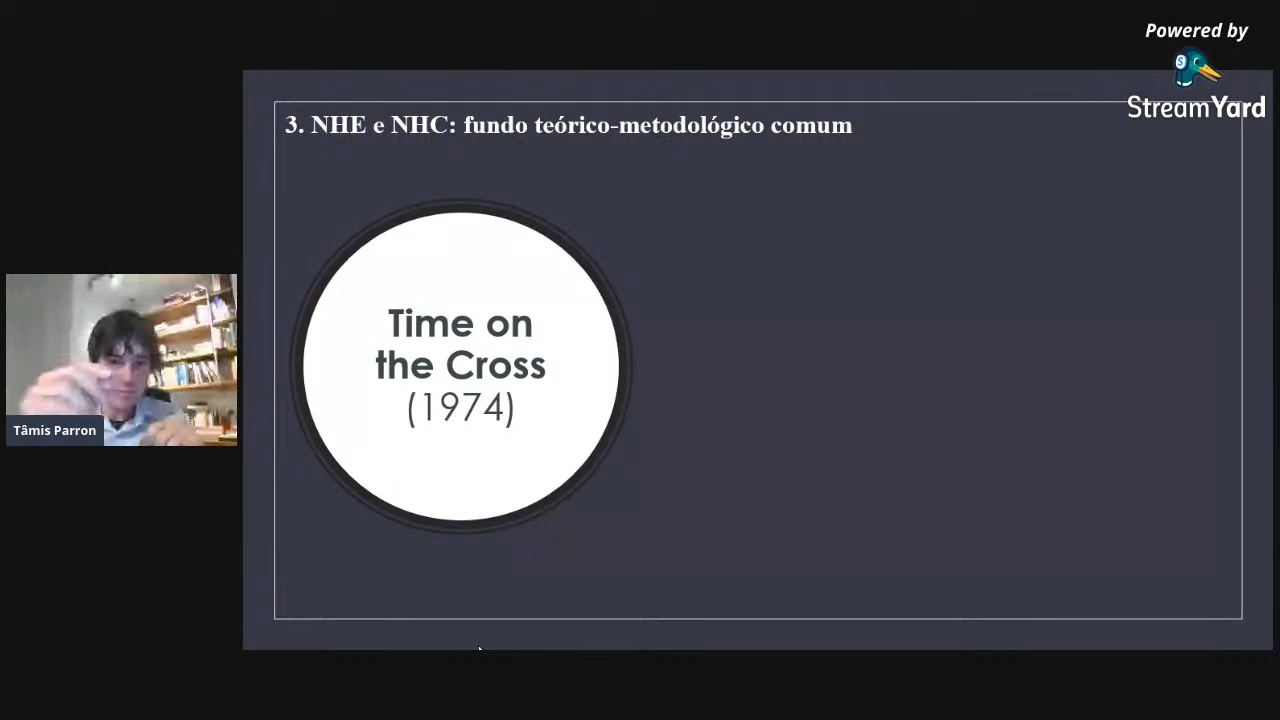 Powered by
StreamYard
3. NHE e NHC: fundo teórico-metodológico comum
Time on
the Cross
(1974)
Tâmis Parron